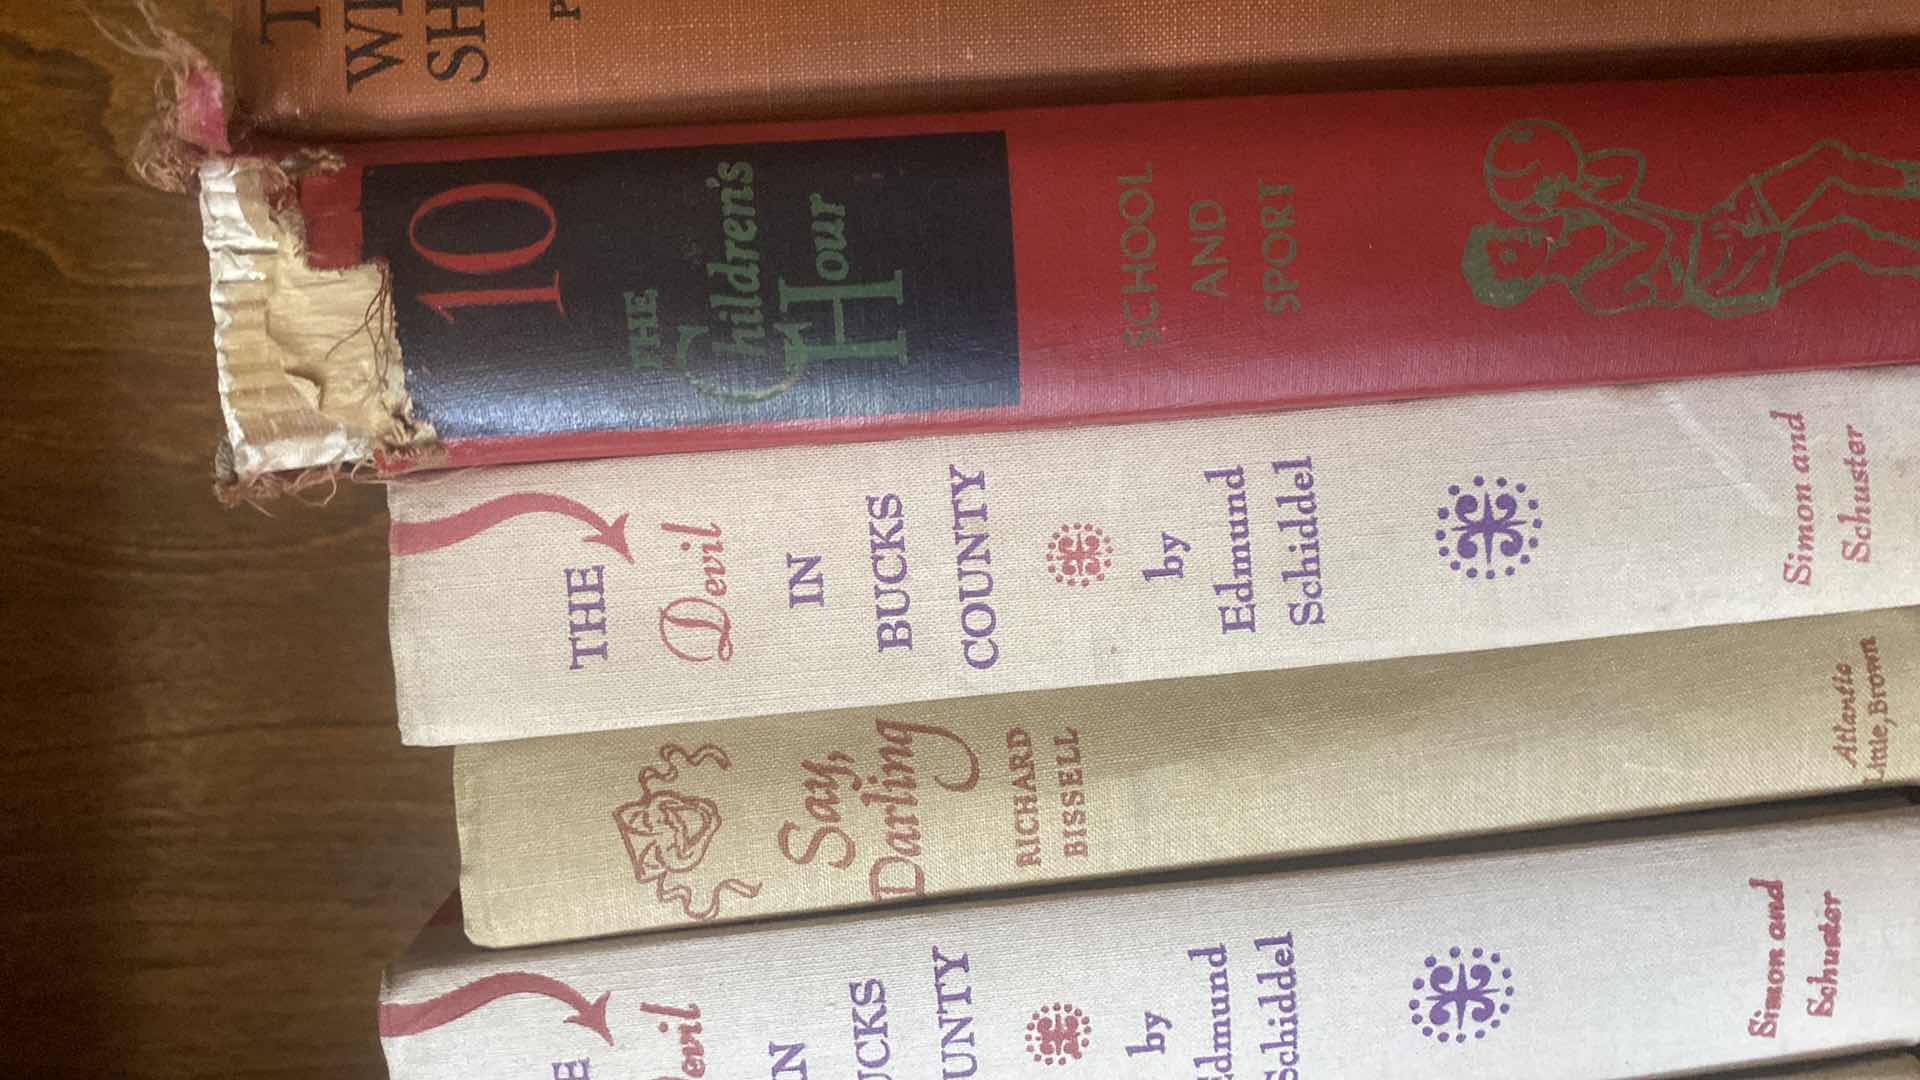 10
THE
Children's
Hour
SCHOOL
AND
SPORT
THE
Devil
IN
BUCKS
COUNTY
by
Edmund
Schiddel
Simon and
Schuster
Say,
Darling
RICHARD
BISSELL
Atlantic
Little, Brown
by
Schiddel
Simon and
Schuster